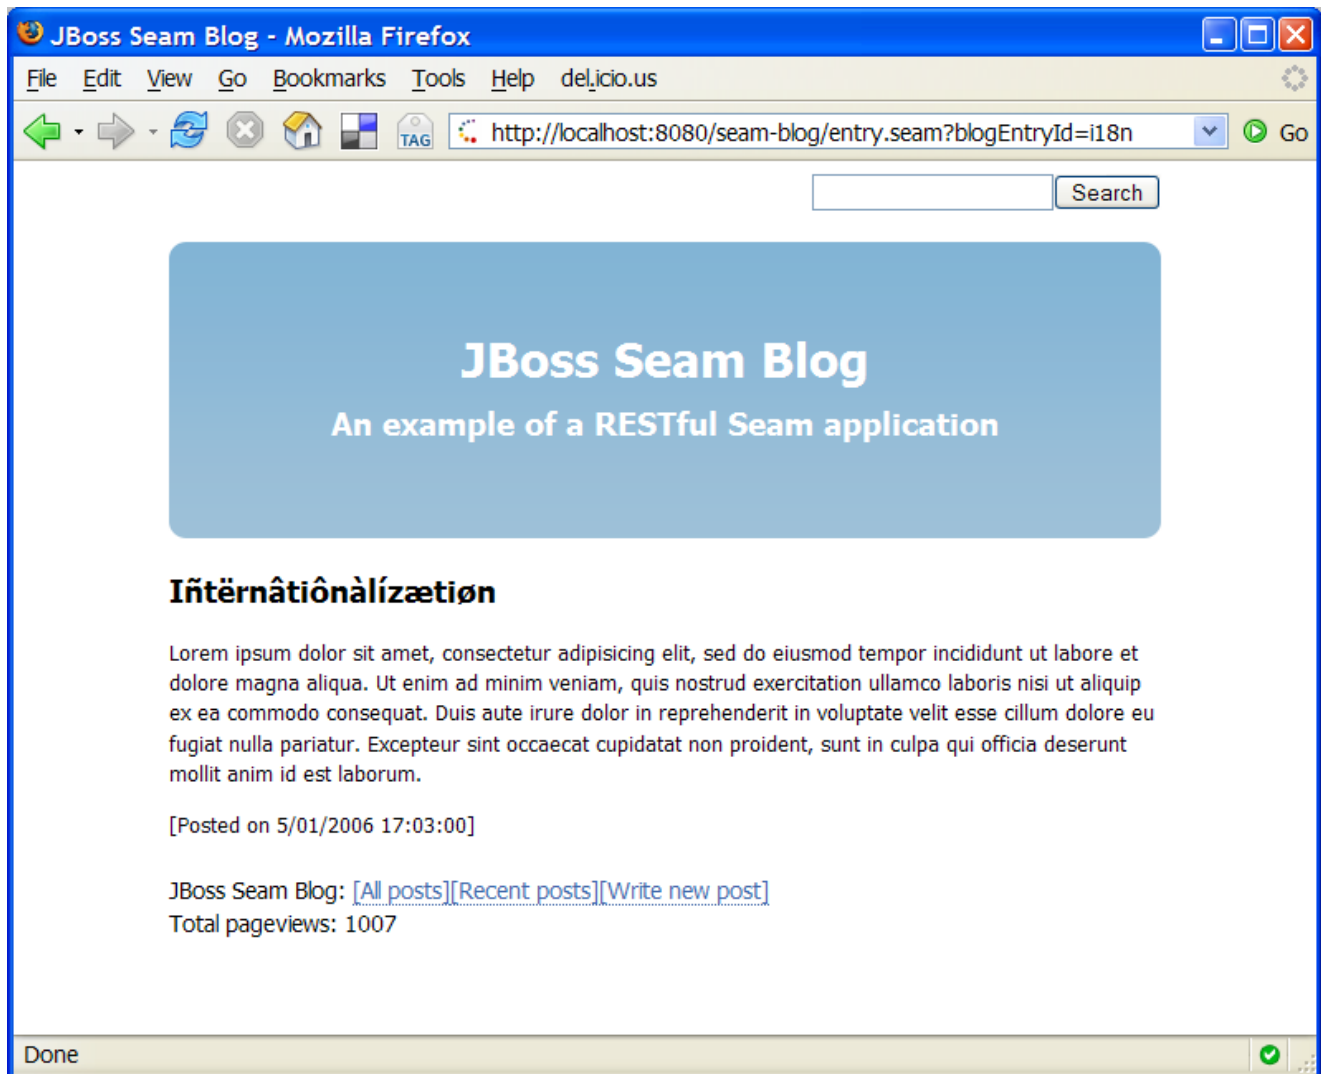 JBoss Seam Blog - Mozilla Firefox
File Edit View Go Bookmarks Tools Help del.icio.us
TAG http://localhost:8080/seam-blog/entry.seam?blogEntryId=i18n Go
Search
JBoss Seam Blog
An example of a RESTful Seam application
Iñtërnâtiônàlízætiøn
Lorem ipsum dolor sit amet, consectetur adipisicing elit, sed do eiusmod tempor incididunt ut labore et
dolore magna aliqua. Ut enim ad minim veniam, quis nostrud exercitation ullamco laboris nisi ut aliquip
ex ea commodo consequat. Duis aute irure dolor in reprehenderit in voluptate velit esse cillum dolore eu
fugiat nulla pariatur. Excepteur sint occaecat cupidatat non proident, sunt in culpa qui officia deserunt
mollit anim id est laborum.
[Posted on 5/01/2006 17:03:00]
JBoss Seam Blog: [All posts][Recent posts][Write new post]
Total pageviews: 1007
Done